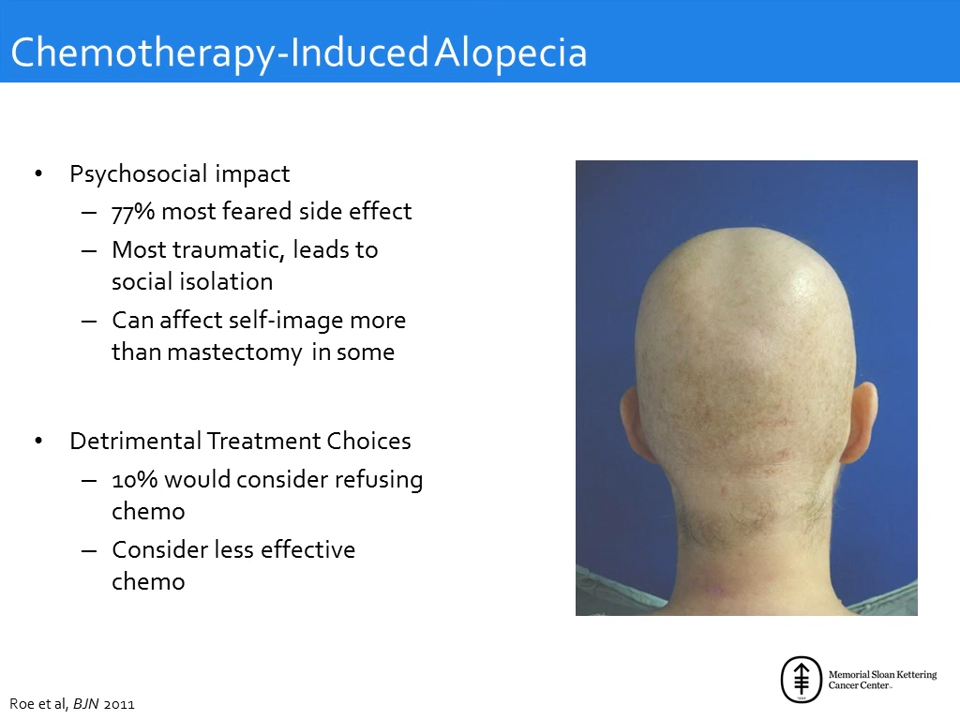 Chemotherapy-Induced Alopecia
• Psychosocial impact
– 77% most feared side effect
– Most traumatic, leads to
social isolation
– Can affect self-image more
than mastectomy in some
• Detrimental Treatment Choices
– 10% would consider refusing
chemo
– Consider less effective
chemo
Memorial Sloan Kettering
Cancer Center
Roe et al, BJN 2011